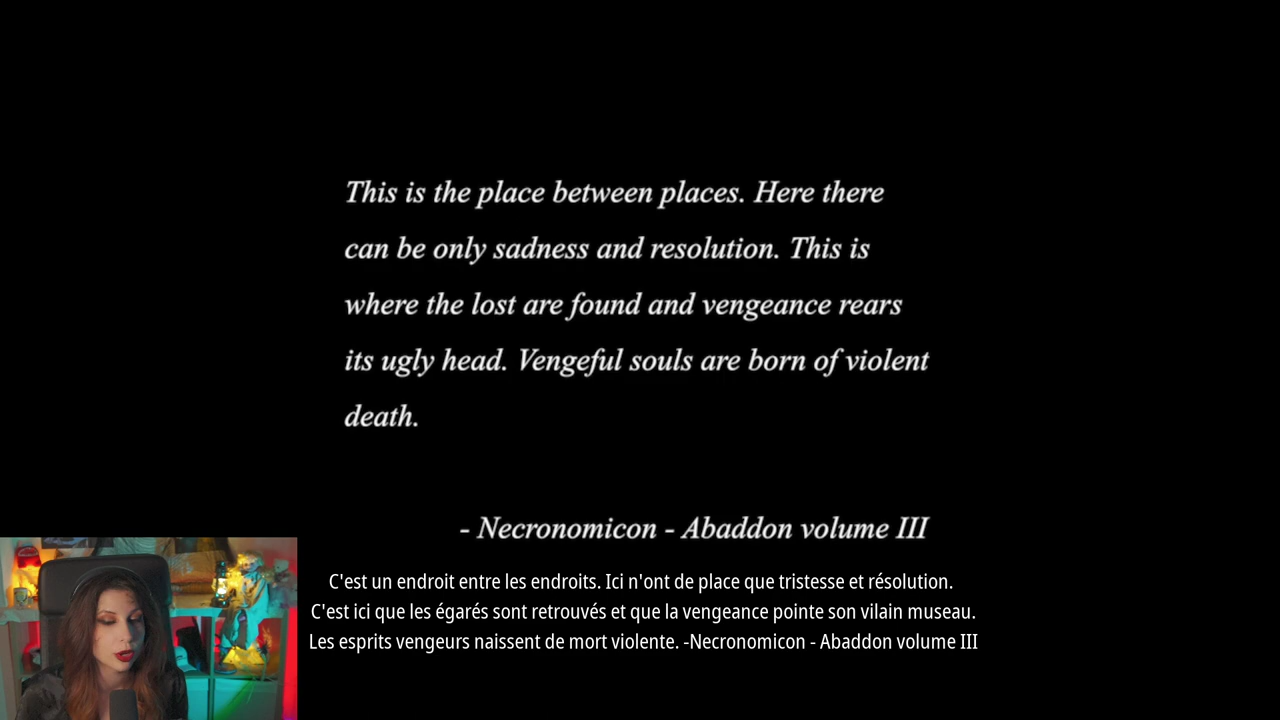 This is the place between places. Here there
can be only sadness and resolution. This is
where the lost are found and vengeance rears
its ugly head. Vengeful souls are born of violent
death.
- Necronomicon - Abaddon volume III
C'est un endroit entre les endroits. Ici n'ont de place que tristesse et résolution.
C'est ici que les égarés sont retrouvés et que la vengeance pointe son vilain museau.
Les esprits vengeurs naissent de mort violente. -Necronomicon - Abaddon volume III